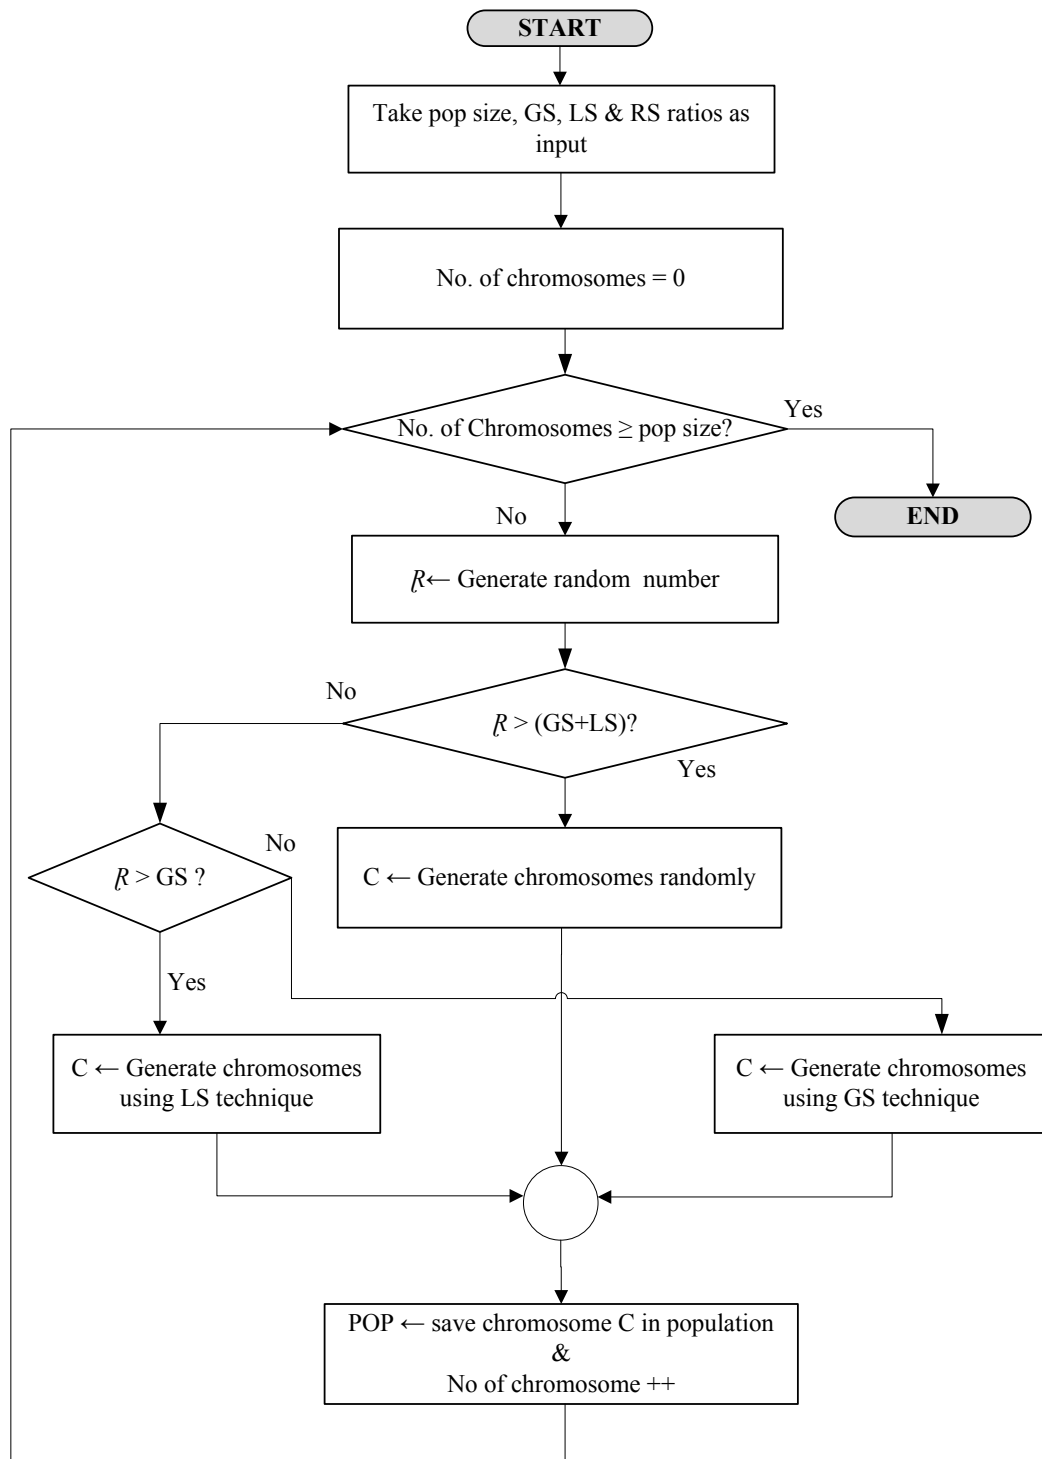 START
Take pop size, GS, LS & RS ratios as
input
No. of chromosomes = 0
No. of Chromosomes ≥ pop size?
Yes
END
No
Ʀ← Generate random number
No
Ʀ > (GS+LS)?
Yes
Ʀ > GS ?
No
C ← Generate chromosomes randomly
Yes
C ← Generate chromosomes
using LS technique
C ← Generate chromosomes
using GS technique
POP ← save chromosome C in population
&
No of chromosome ++